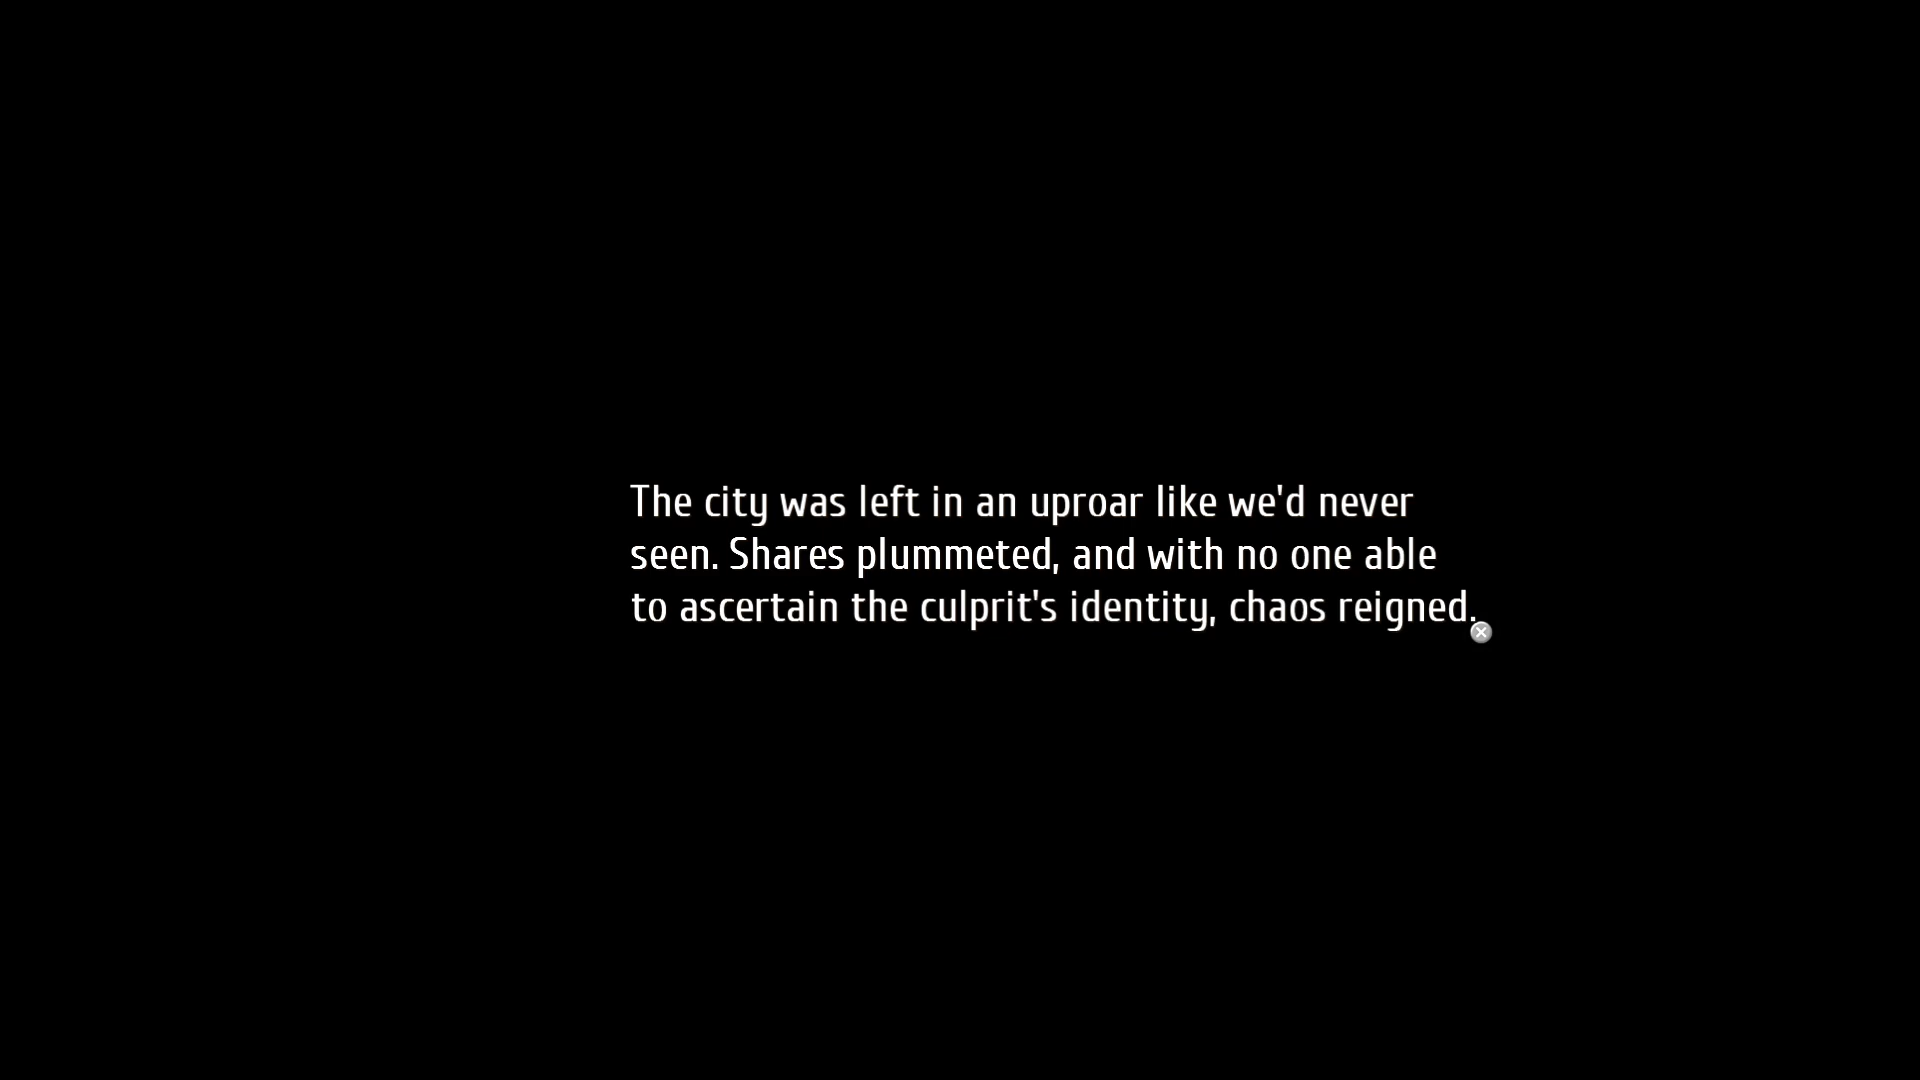 The city was left in an uproar like we'd never
seen. Shares plummeted, and with no one able
to ascertain the culprit's identity, chaos reigned.